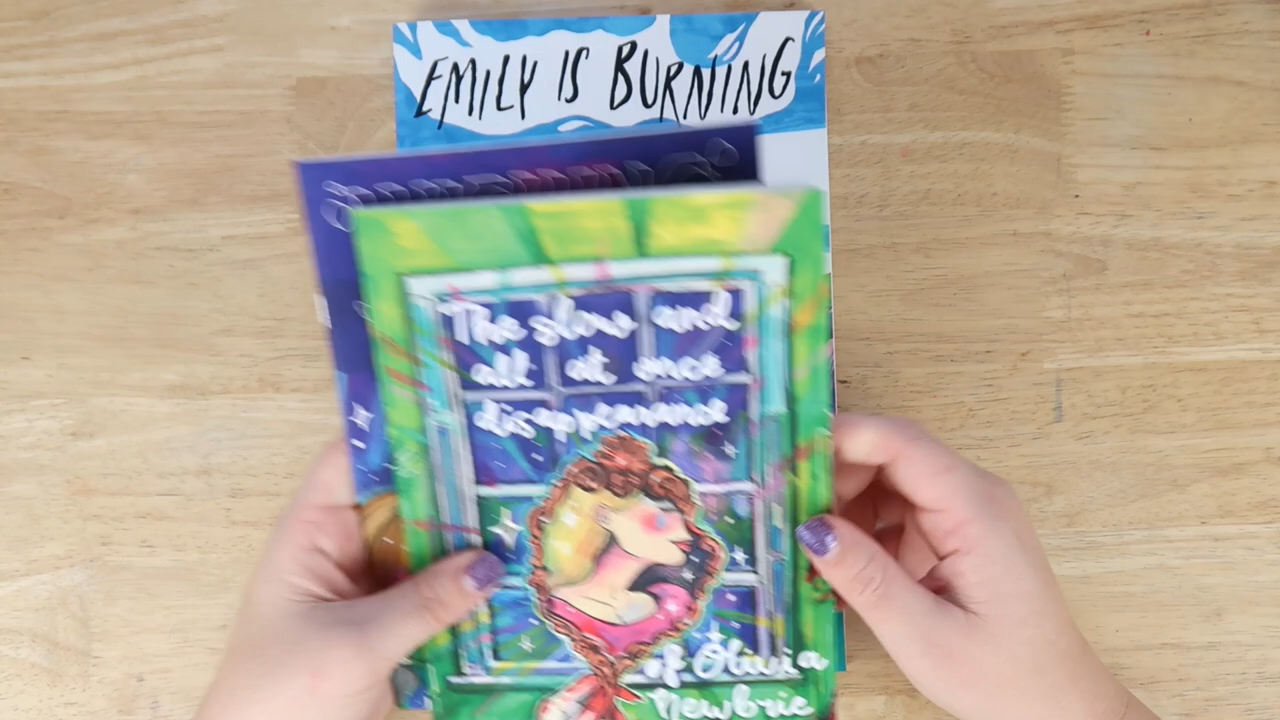 EMILY IS BURNING
The slow and
all at once
disappearance
of Olivia
Newbrie